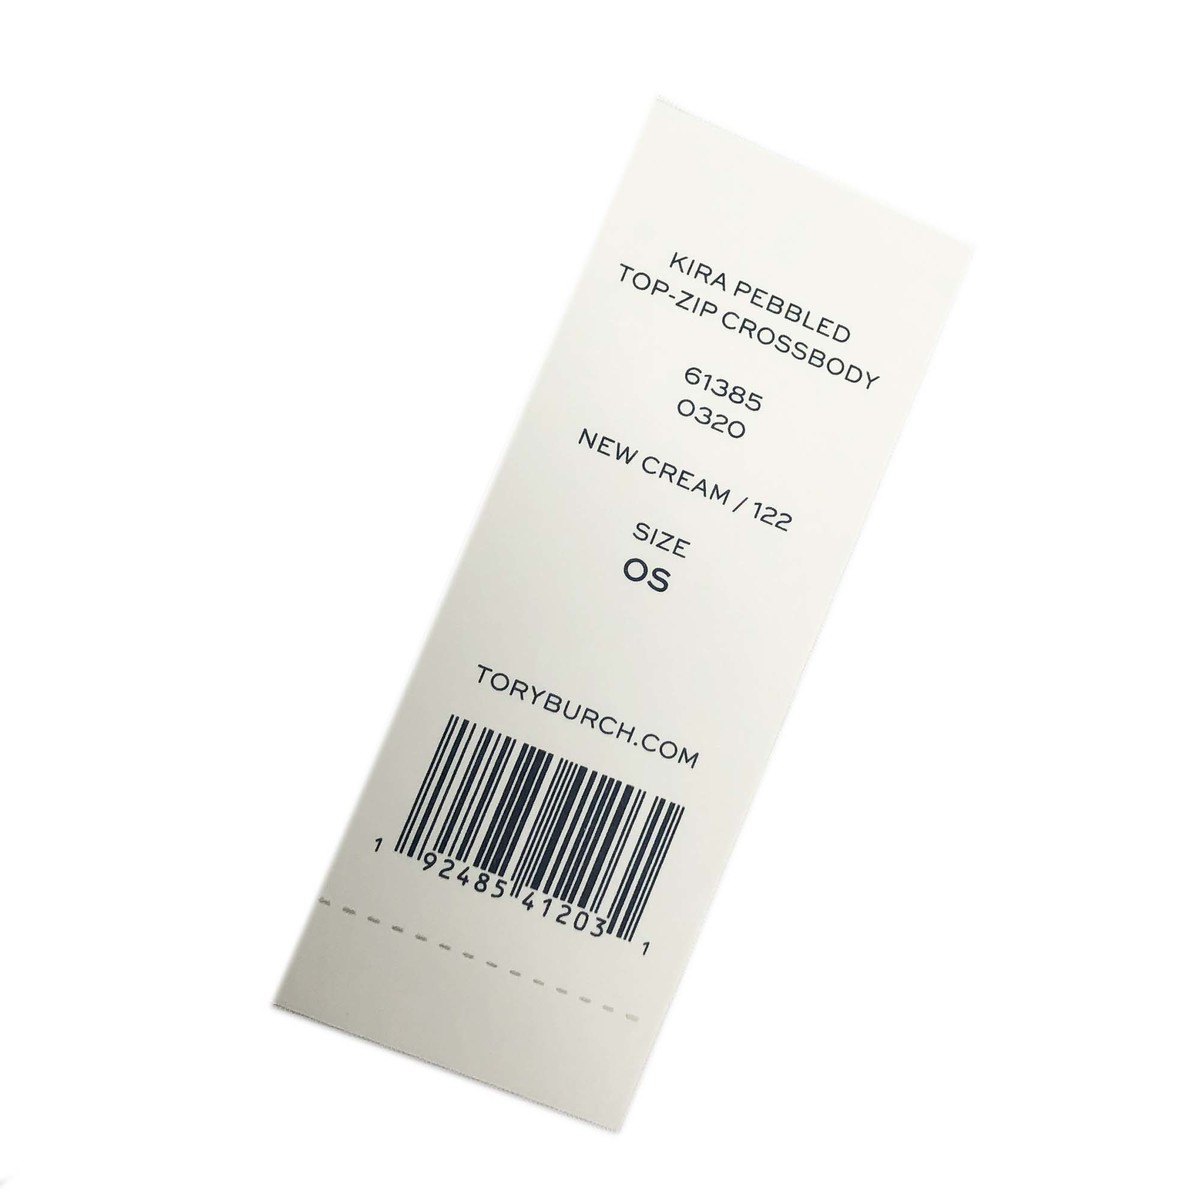 KIRA PEBBLED
TOP-ZIP CROSSBODY
61385
0320
NEW CREAM / 122
SIZE
OS
TORYBURCH.COM
1 92485 41203 1